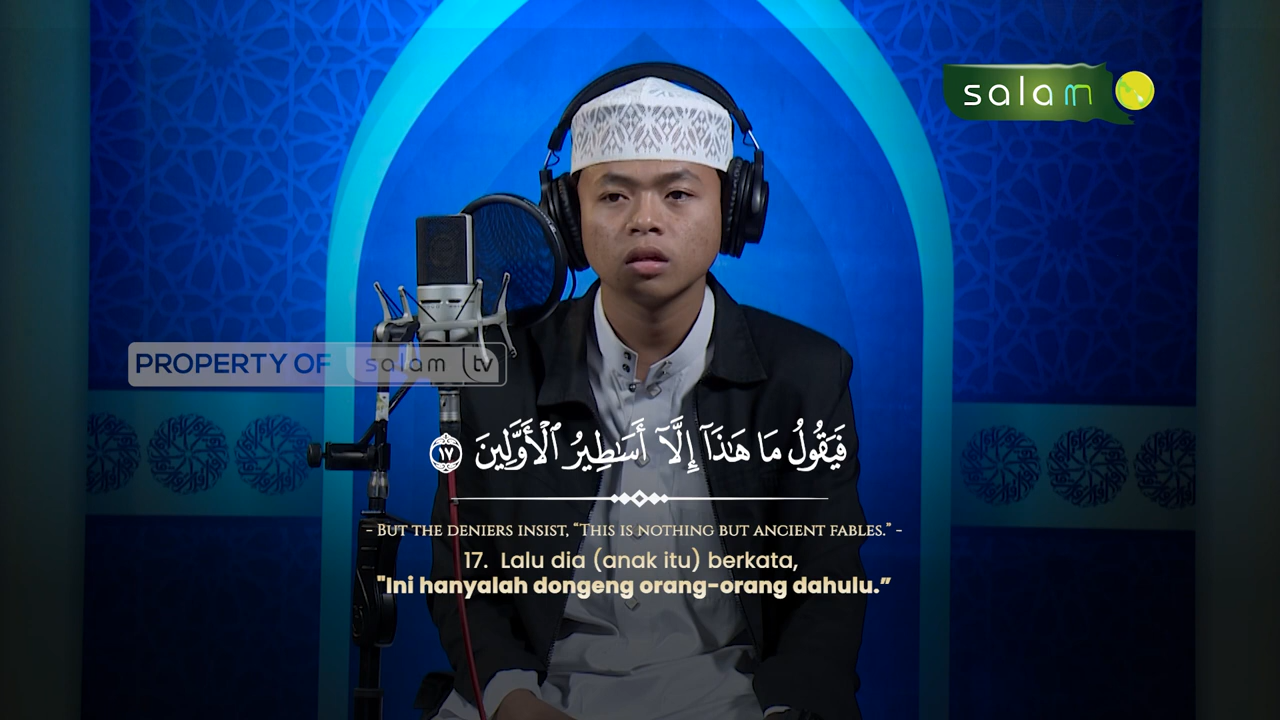 salam
PROPERTY OF salam tv
فَيَقُولُ مَا هَٰذَآ إِلَّآ أَسَٰطِيرُ ٱلْأَوَّلِينَ ١٧
- But the deniers insist, “This is nothing but ancient fables.” -
17. Lalu dia (anak itu) berkata,
"Ini hanyalah dongeng orang-orang dahulu.”